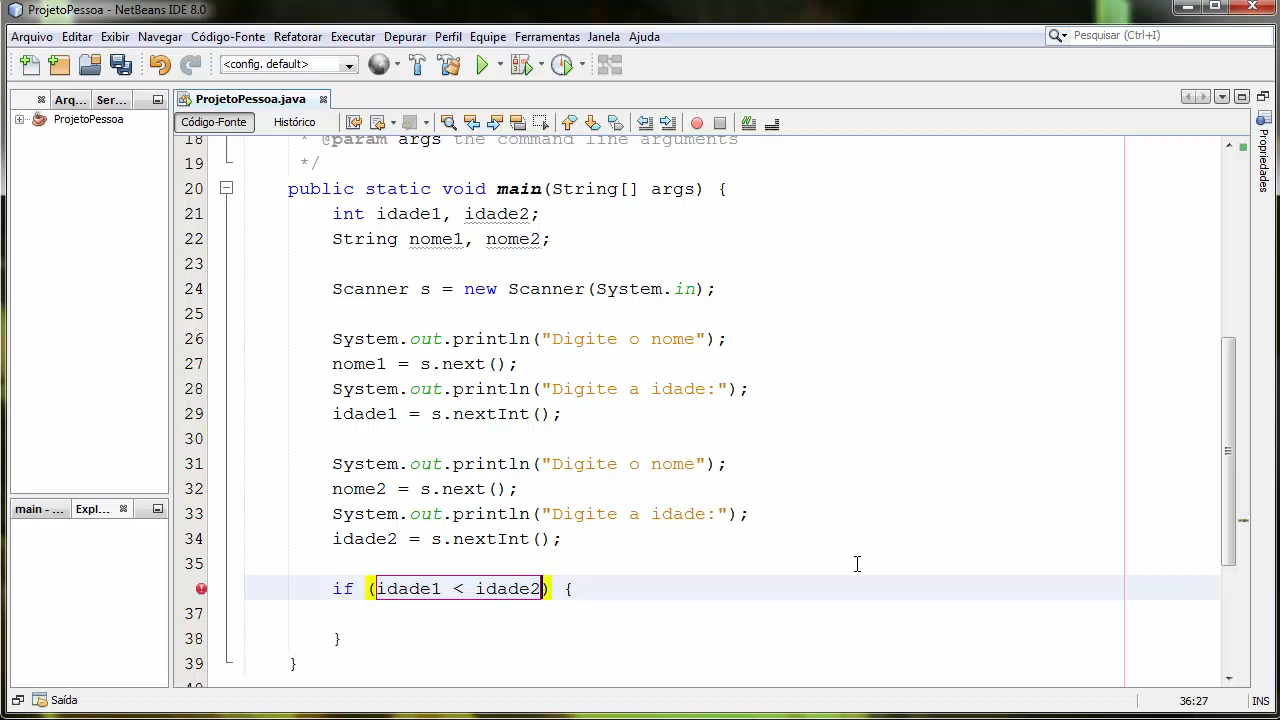 ProjetoPessoa - NetBeans IDE 8.0
Arquivo Editar Exibir Navegar Código-Fonte Refatorar Executar Depurar Perfil Equipe Ferramentas Janela Ajuda
Pesquisar (Ctrl+I)
<config. default>
Arq... Ser...
ProjetoPessoa.java
ProjetoPessoa
Código-Fonte Histórico
18 * @param args the command line arguments
19 */
20 public static void main(String[] args) {
21 int idade1, idade2;
22 String nome1, nome2;
23
24 Scanner s = new Scanner(System.in);
25
26 System.out.println("Digite o nome");
27 nome1 = s.next();
28 System.out.println("Digite a idade:");
29 idade1 = s.nextInt();
30
31 System.out.println("Digite o nome");
32 nome2 = s.next();
33 System.out.println("Digite a idade:");
34 idade2 = s.nextInt();
35
if (idade1 < idade2) {
37
38 }
39 }
Propriedades
main - ... Expl...
Saída
36:27 INS